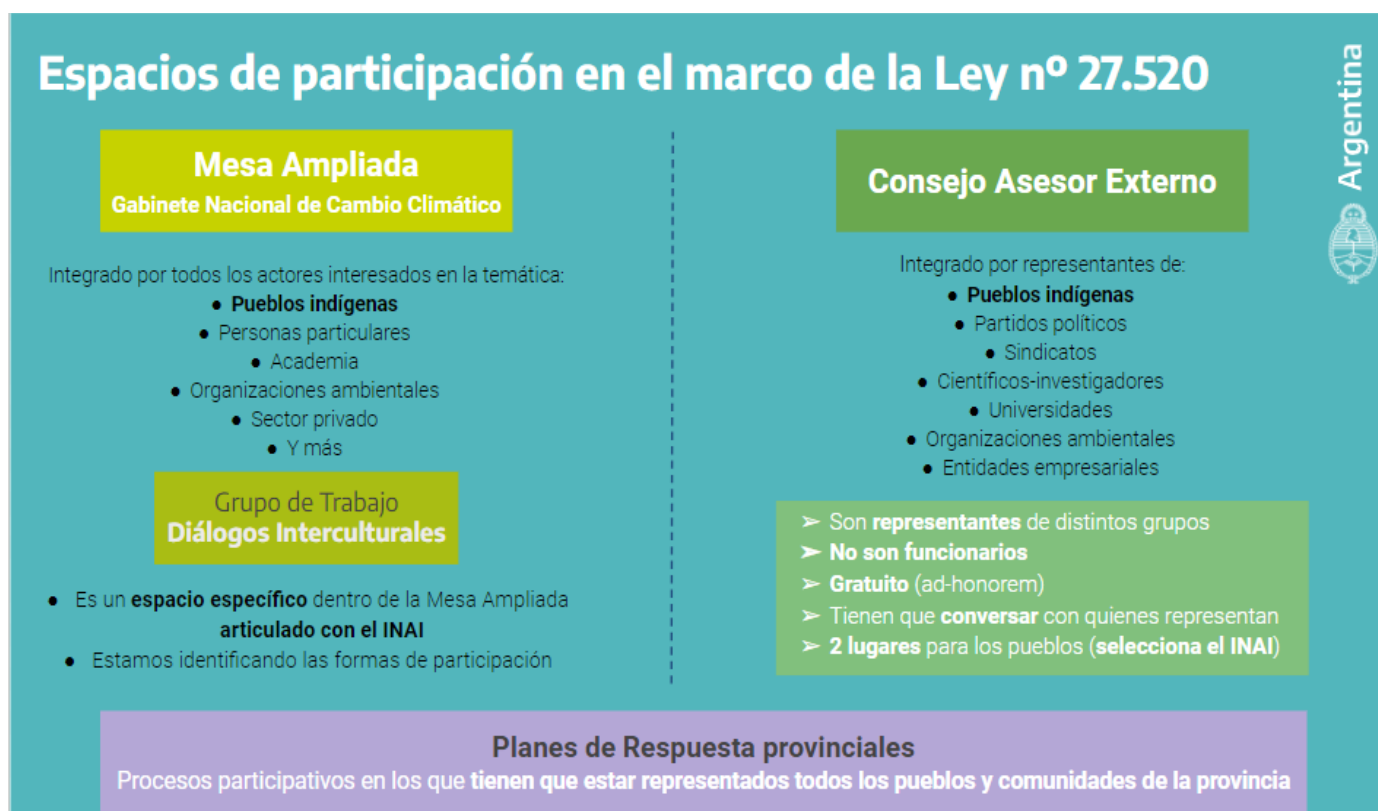 Espacios de participación en el marco de la Ley nº 27.520
Argentina
Mesa Ampliada
Gabinete Nacional de Cambio Climático
Integrado por todos los actores interesados en la temática:
● Pueblos indígenas
● Personas particulares
● Academia
● Organizaciones ambientales
● Sector privado
● Y más
Grupo de Trabajo
Diálogos Interculturales
● Es un espacio específico dentro de la Mesa Ampliada
articulado con el INAI
● Estamos identificando las formas de participación
Consejo Asesor Externo
Integrado por representantes de:
● Pueblos indígenas
● Partidos políticos
● Sindicatos
● Científicos-investigadores
● Universidades
● Organizaciones ambientales
● Entidades empresariales
➢ Son representantes de distintos grupos
➢ No son funcionarios
➢ Gratuito (ad-honorem)
➢ Tienen que conversar con quienes representan
➢ 2 lugares para los pueblos (selecciona el INAI)
Planes de Respuesta provinciales
Procesos participativos en los que tienen que estar representados todos los pueblos y comunidades de la provincia